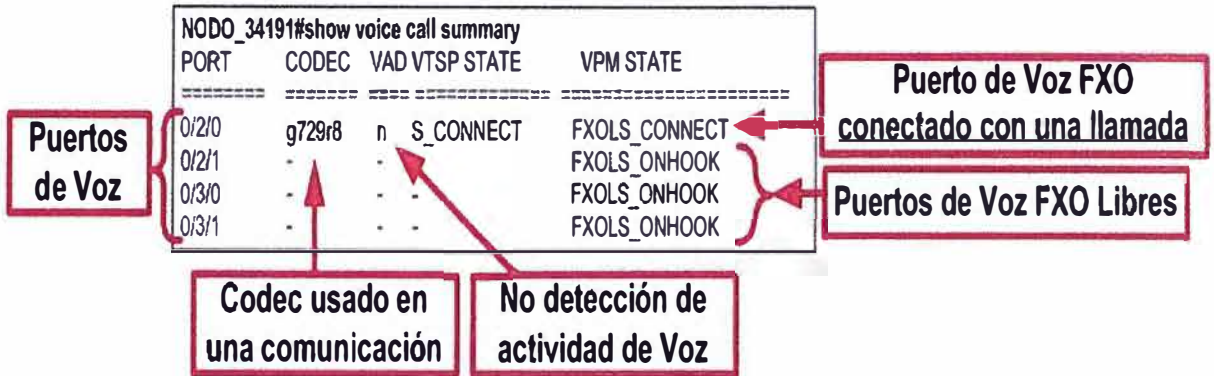 NODO_34191#show voice call summary
PORT CODEC VAD VTSP STATE VPM STATE
======== ======= ==== ============= ======================
0/2/0 g729r8 n S_CONNECT FXOLS_CONNECT
0/2/1 - - - FXOLS_ONHOOK
0/3/0 - - - FXOLS_ONHOOK
0/3/1 - - - FXOLS_ONHOOK
Puertos
de Voz
Puerto de Voz FXO
conectado con una llamada
Puertos de Voz FXO Libres
Codec usado en
una comunicación
No detección de
actividad de Voz